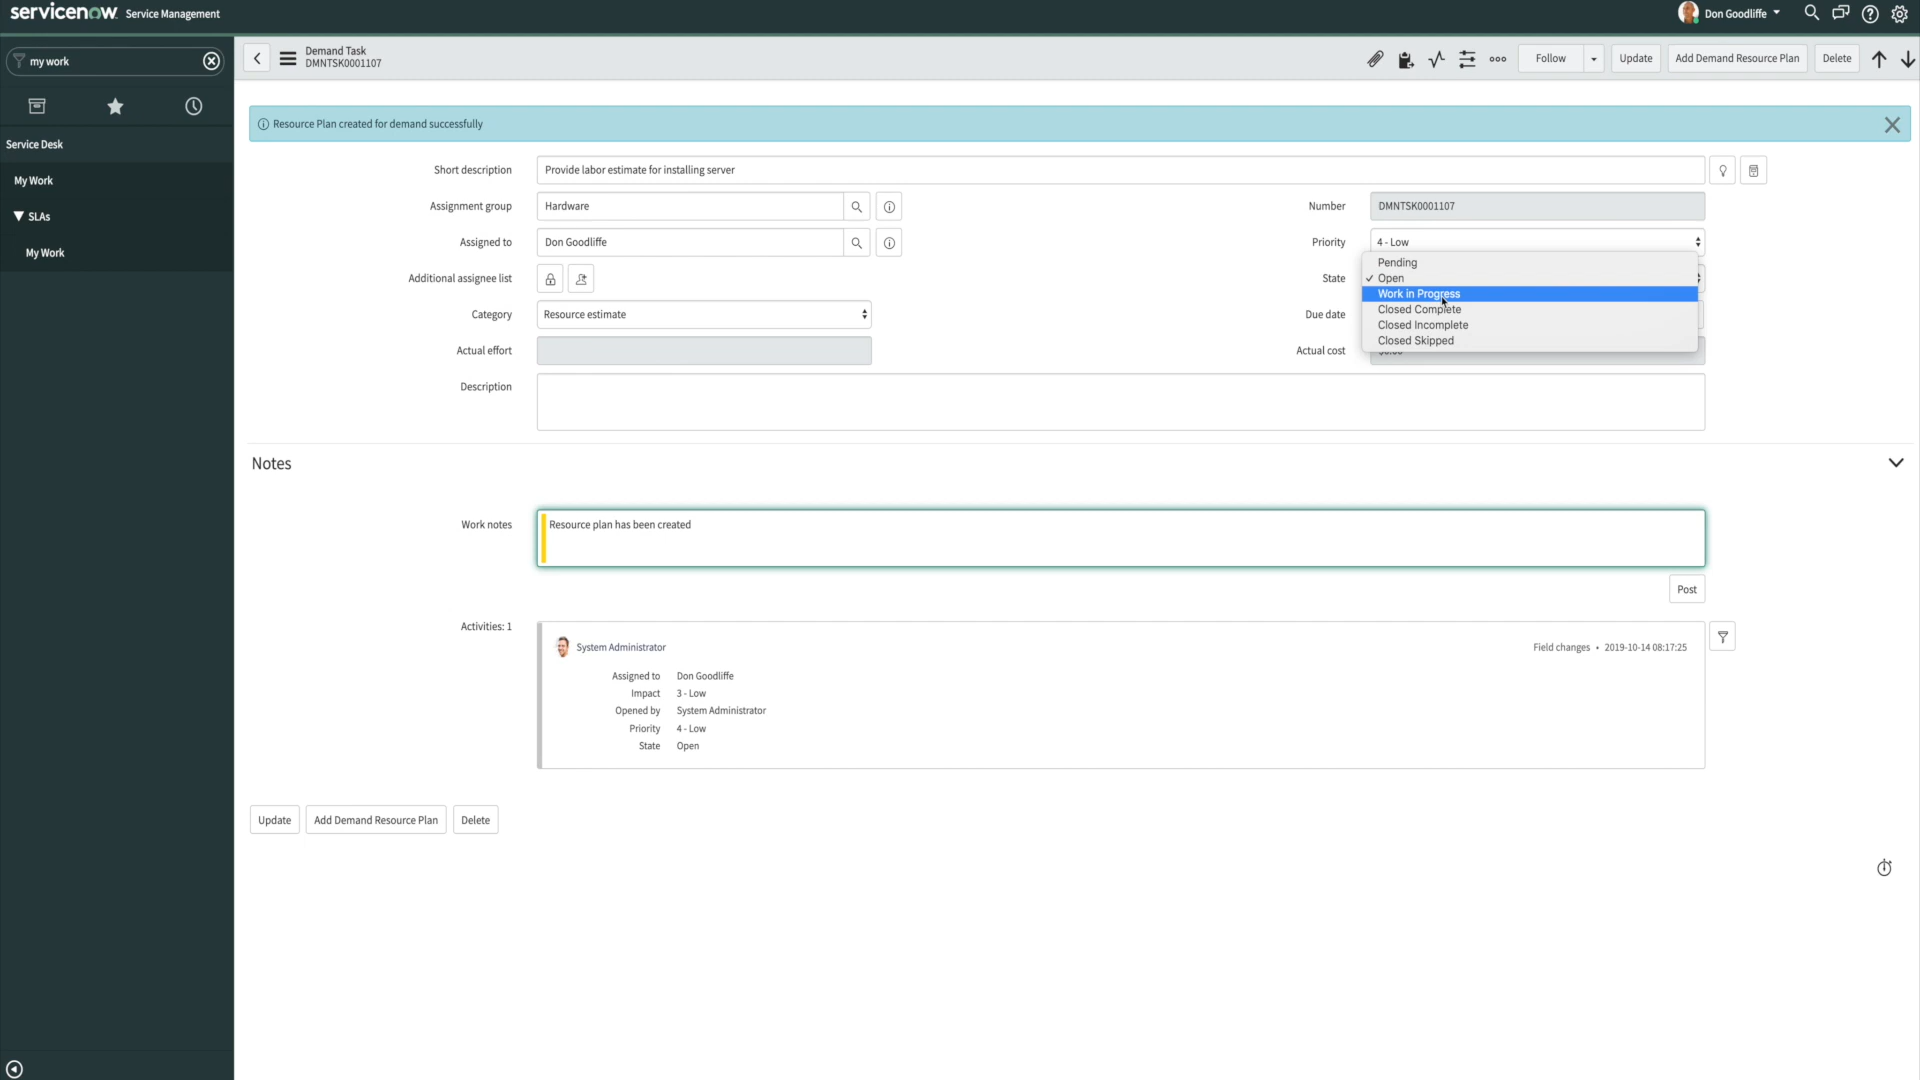 servicenow Service Management
Don Goodliffe
my work
Demand Task
DMNTSK0001107
Follow
Update
Add Demand Resource Plan
Delete
Service Desk
My Work
SLAs
My Work
Resource Plan created for demand successfully
Short description Provide labor estimate for installing server
Assignment group Hardware
Number DMNTSK0001107
Assigned to Don Goodliffe
Priority 4 - Low
Additional assignee list
State
Pending
✓ Open
Work in Progress
Closed Complete
Closed Incomplete
Closed Skipped
Category Resource estimate
Due date
Actual effort
Actual cost
Description
Notes
Work notes Resource plan has been created
Post
Activities: 1
System Administrator
Field changes • 2019-10-14 08:17:25
Assigned to Don Goodliffe
Impact 3 - Low
Opened by System Administrator
Priority 4 - Low
State Open
Update
Add Demand Resource Plan
Delete